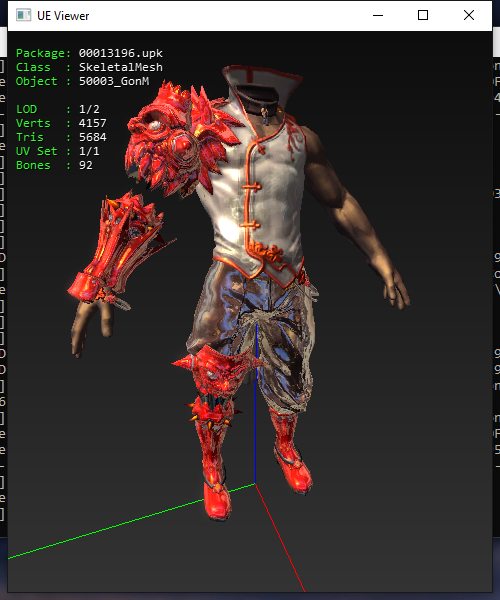 UE Viewer
Package: 00013196.upk
Class  : SkeletalMesh
Object : 50003_GonM
LOD    : 1/2
Verts  : 4157
Tris   : 5684
UV Set : 1/1
Bones  : 92